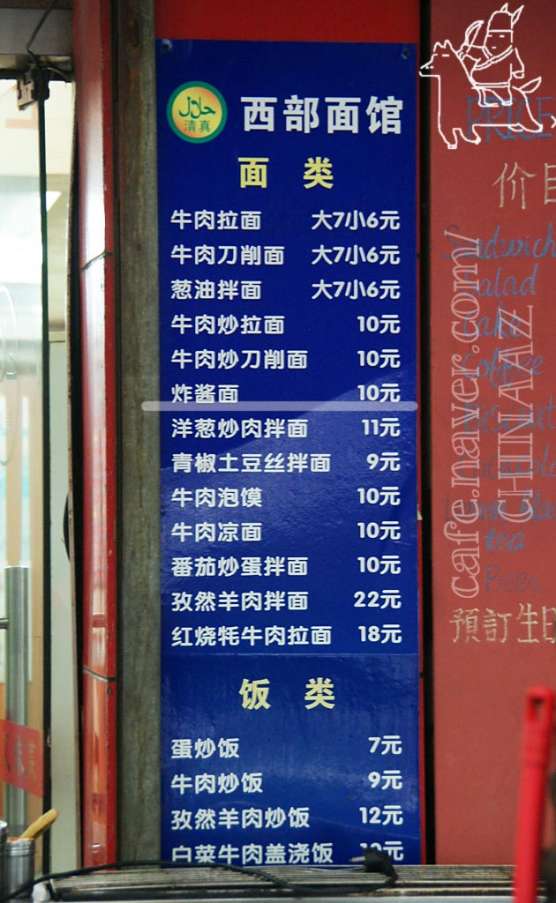 حلال
清真
西部面馆
面 类
牛肉拉面 大7小6元
牛肉刀削面 大7小6元
葱油拌面 大7小6元
牛肉炒拉面 10元
牛肉炒刀削面 10元
炸酱面 10元
洋葱炒肉拌面 11元
青椒土豆丝拌面 9元
牛肉泡馍 10元
牛肉凉面 10元
番茄炒蛋拌面 10元
孜然羊肉拌面 22元
红烧牦牛肉拉面 18元
饭 类
蛋炒饭 7元
牛肉炒饭 9元
孜然羊肉炒饭 12元
白菜牛肉盖浇饭
PRICE
价目
Sandwich
Salad
Cake
Coffee
tea
預訂生日
cafe.naver.com/
CHINAAZ